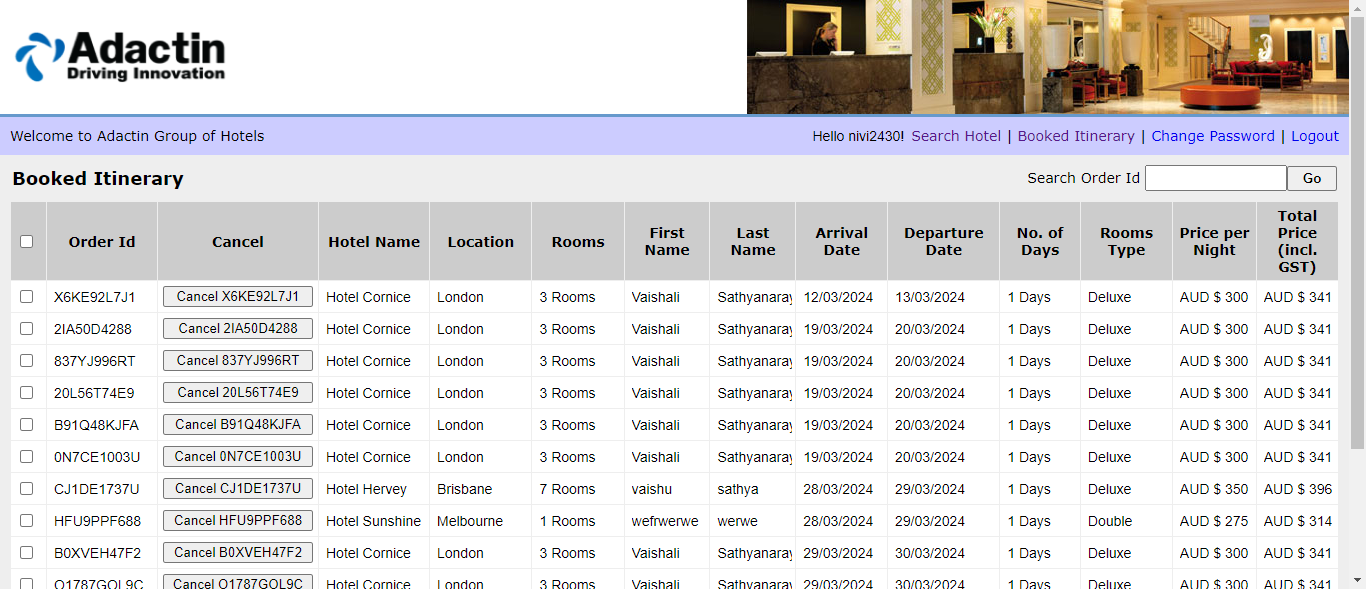 Adactin
Driving Innovation
Welcome to Adactin Group of Hotels Hello nivi2430! Search Hotel | Booked Itinerary | Change Password | Logout
Booked Itinerary Search Order Id Go
Order Id Cancel Hotel Name Location Rooms First Name Last Name Arrival Date Departure Date No. of Days Rooms Type Price per Night Total Price (incl. GST)
X6KE92L7J1 Cancel X6KE92L7J1 Hotel Cornice London 3 Rooms Vaishali Sathyanaray 12/03/2024 13/03/2024 1 Days Deluxe AUD $ 300 AUD $ 341
2IA50D4288 Cancel 2IA50D4288 Hotel Cornice London 3 Rooms Vaishali Sathyanaray 19/03/2024 20/03/2024 1 Days Deluxe AUD $ 300 AUD $ 341
837YJ996RT Cancel 837YJ996RT Hotel Cornice London 3 Rooms Vaishali Sathyanaray 19/03/2024 20/03/2024 1 Days Deluxe AUD $ 300 AUD $ 341
20L56T74E9 Cancel 20L56T74E9 Hotel Cornice London 3 Rooms Vaishali Sathyanaray 19/03/2024 20/03/2024 1 Days Deluxe AUD $ 300 AUD $ 341
B91Q48KJFA Cancel B91Q48KJFA Hotel Cornice London 3 Rooms Vaishali Sathyanaray 19/03/2024 20/03/2024 1 Days Deluxe AUD $ 300 AUD $ 341
0N7CE1003U Cancel 0N7CE1003U Hotel Cornice London 3 Rooms Vaishali Sathyanaray 19/03/2024 20/03/2024 1 Days Deluxe AUD $ 300 AUD $ 341
CJ1DE1737U Cancel CJ1DE1737U Hotel Hervey Brisbane 7 Rooms vaishu sathya 28/03/2024 29/03/2024 1 Days Deluxe AUD $ 350 AUD $ 396
HFU9PPF688 Cancel HFU9PPF688 Hotel Sunshine Melbourne 1 Rooms wefrwerwe werwe 28/03/2024 29/03/2024 1 Days Double AUD $ 275 AUD $ 314
B0XVEH47F2 Cancel B0XVEH47F2 Hotel Cornice London 3 Rooms Vaishali Sathyanaray 29/03/2024 30/03/2024 1 Days Deluxe AUD $ 300 AUD $ 341
O1787GOL9C Cancel O1787GOL9C Hotel Cornice London 3 Rooms Vaishali Sathyanaray 29/03/2024 30/03/2024 1 Days Deluxe AUD $ 300 AUD $ 341